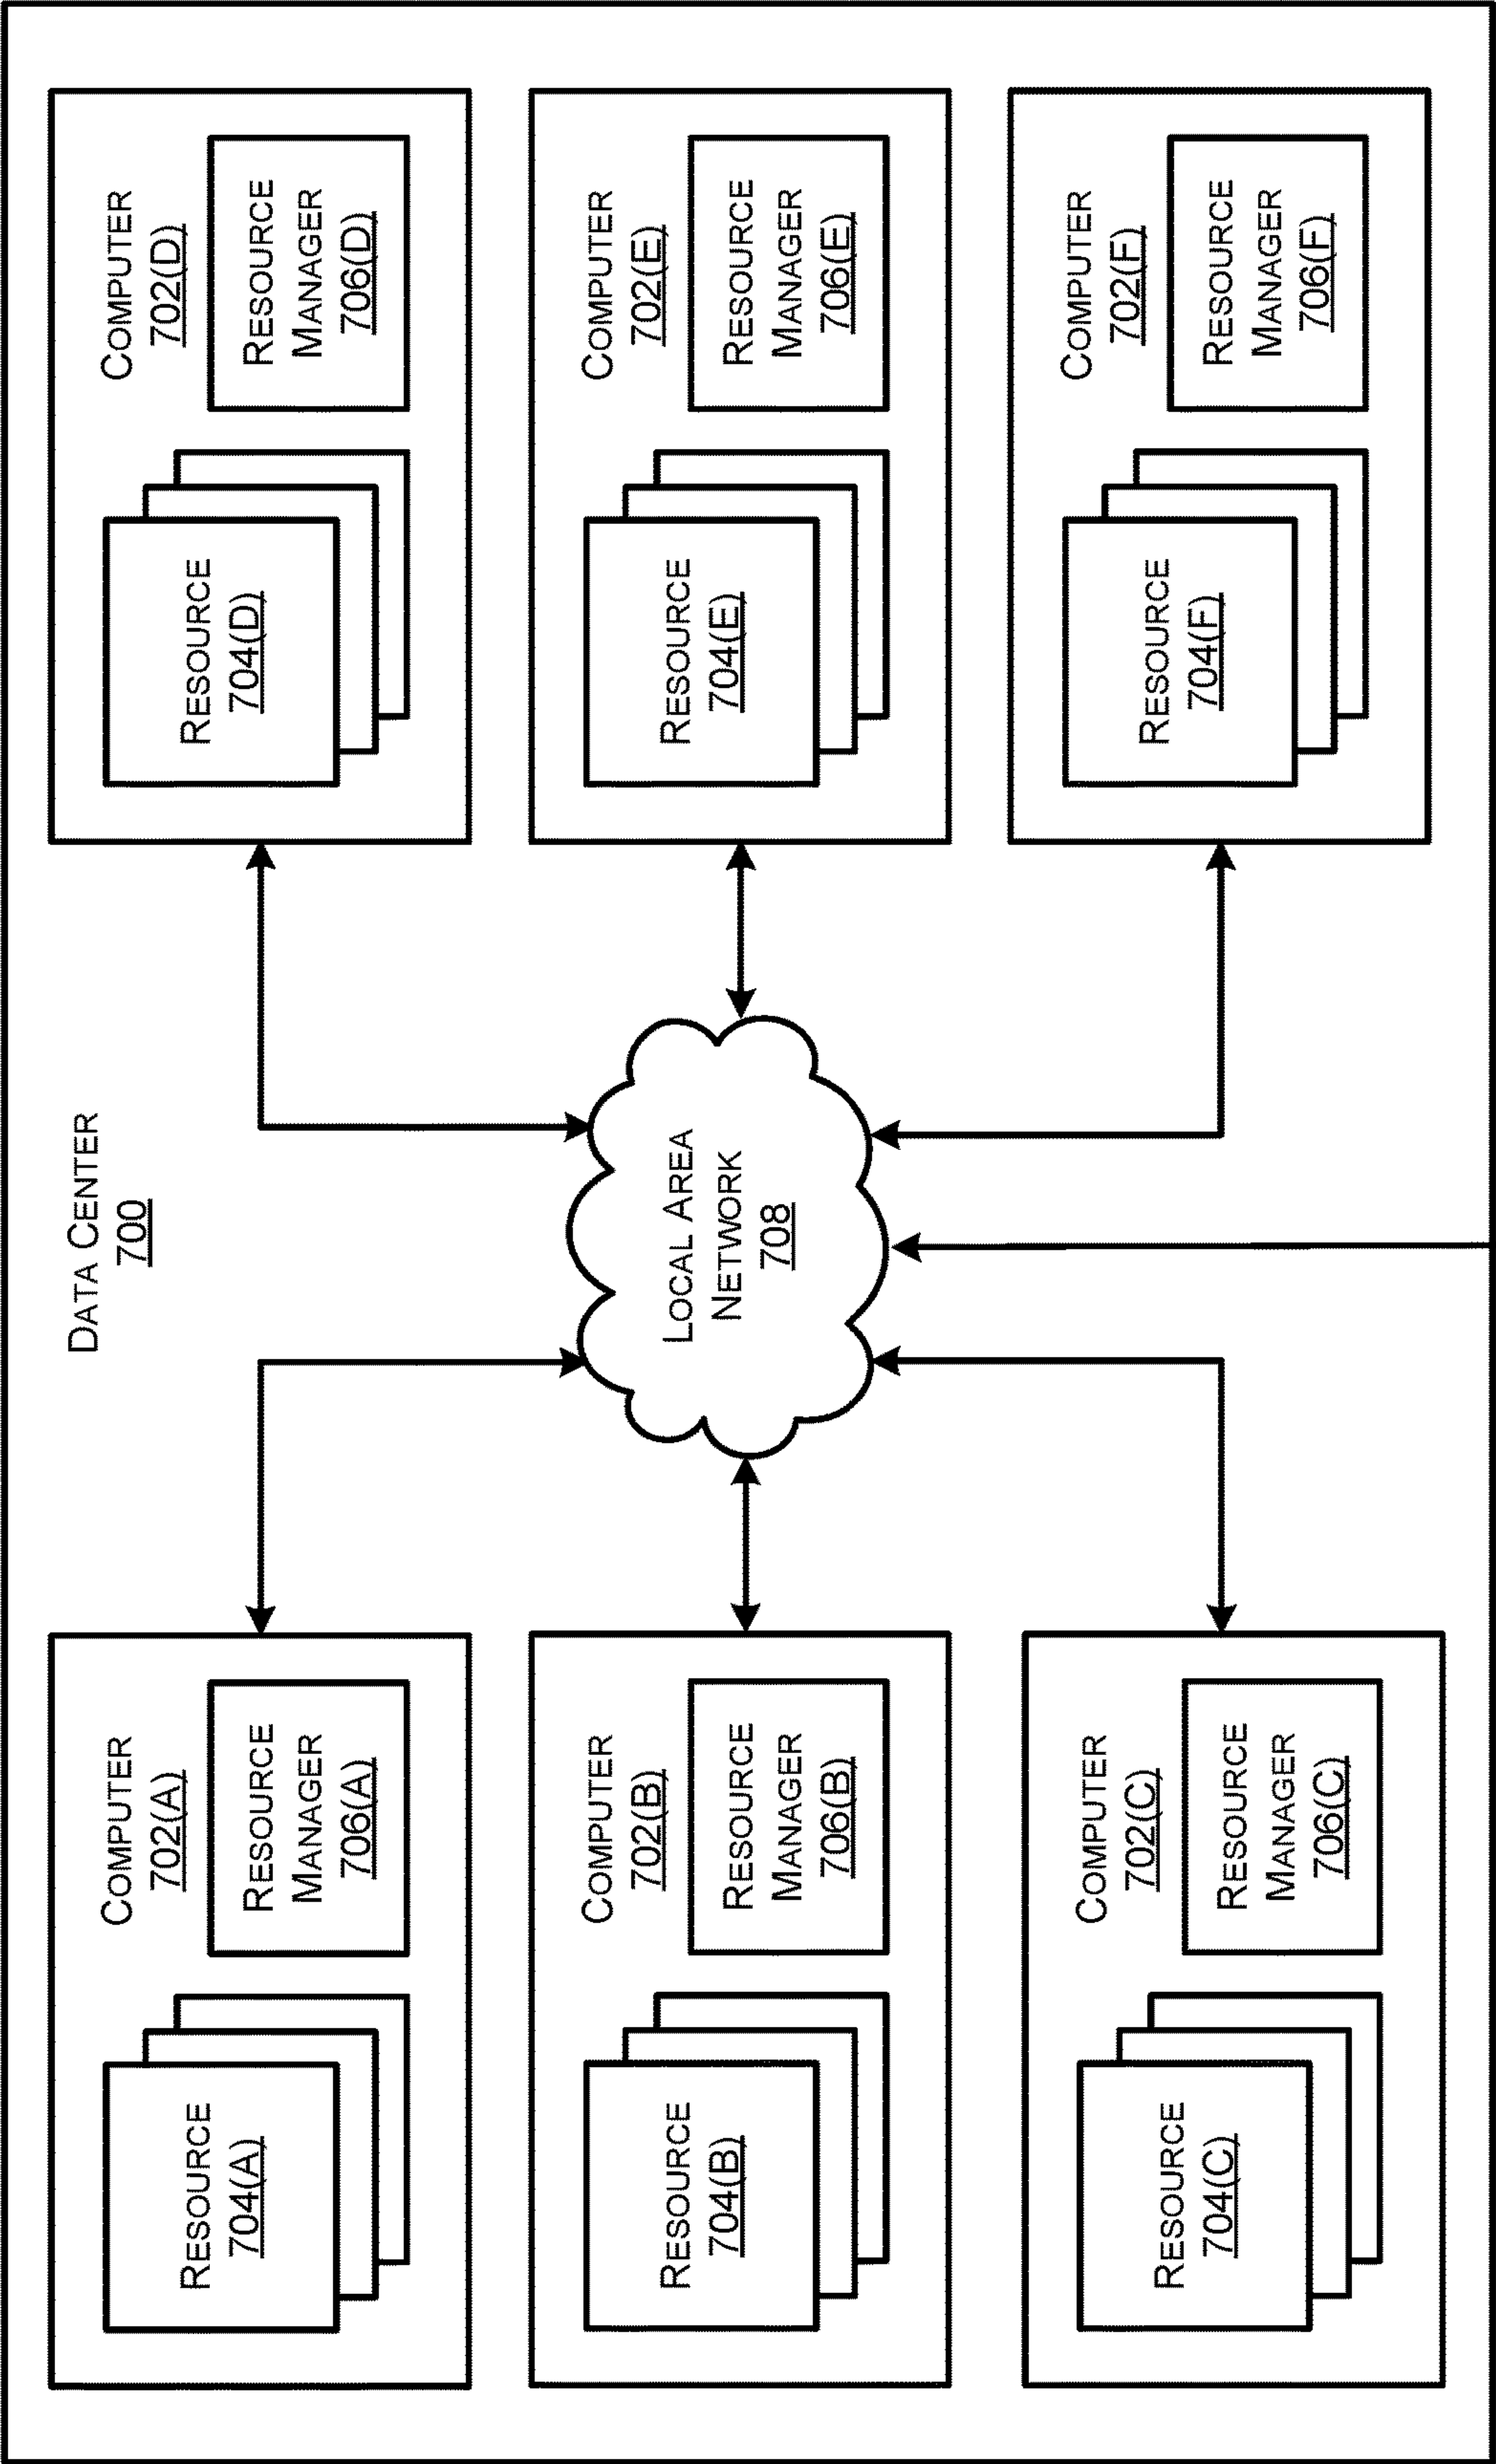 DATA CENTER
700
COMPUTER
702(A)
RESOURCE
704(A)
RESOURCE
MANAGER
706(A)
COMPUTER
702(B)
RESOURCE
704(B)
RESOURCE
MANAGER
706(B)
COMPUTER
702(C)
RESOURCE
704(C)
RESOURCE
MANAGER
706(C)
LOCAL AREA
NETWORK
708
COMPUTER
702(D)
RESOURCE
704(D)
RESOURCE
MANAGER
706(D)
COMPUTER
702(E)
RESOURCE
704(E)
RESOURCE
MANAGER
706(E)
COMPUTER
702(F)
RESOURCE
704(F)
RESOURCE
MANAGER
706(F)